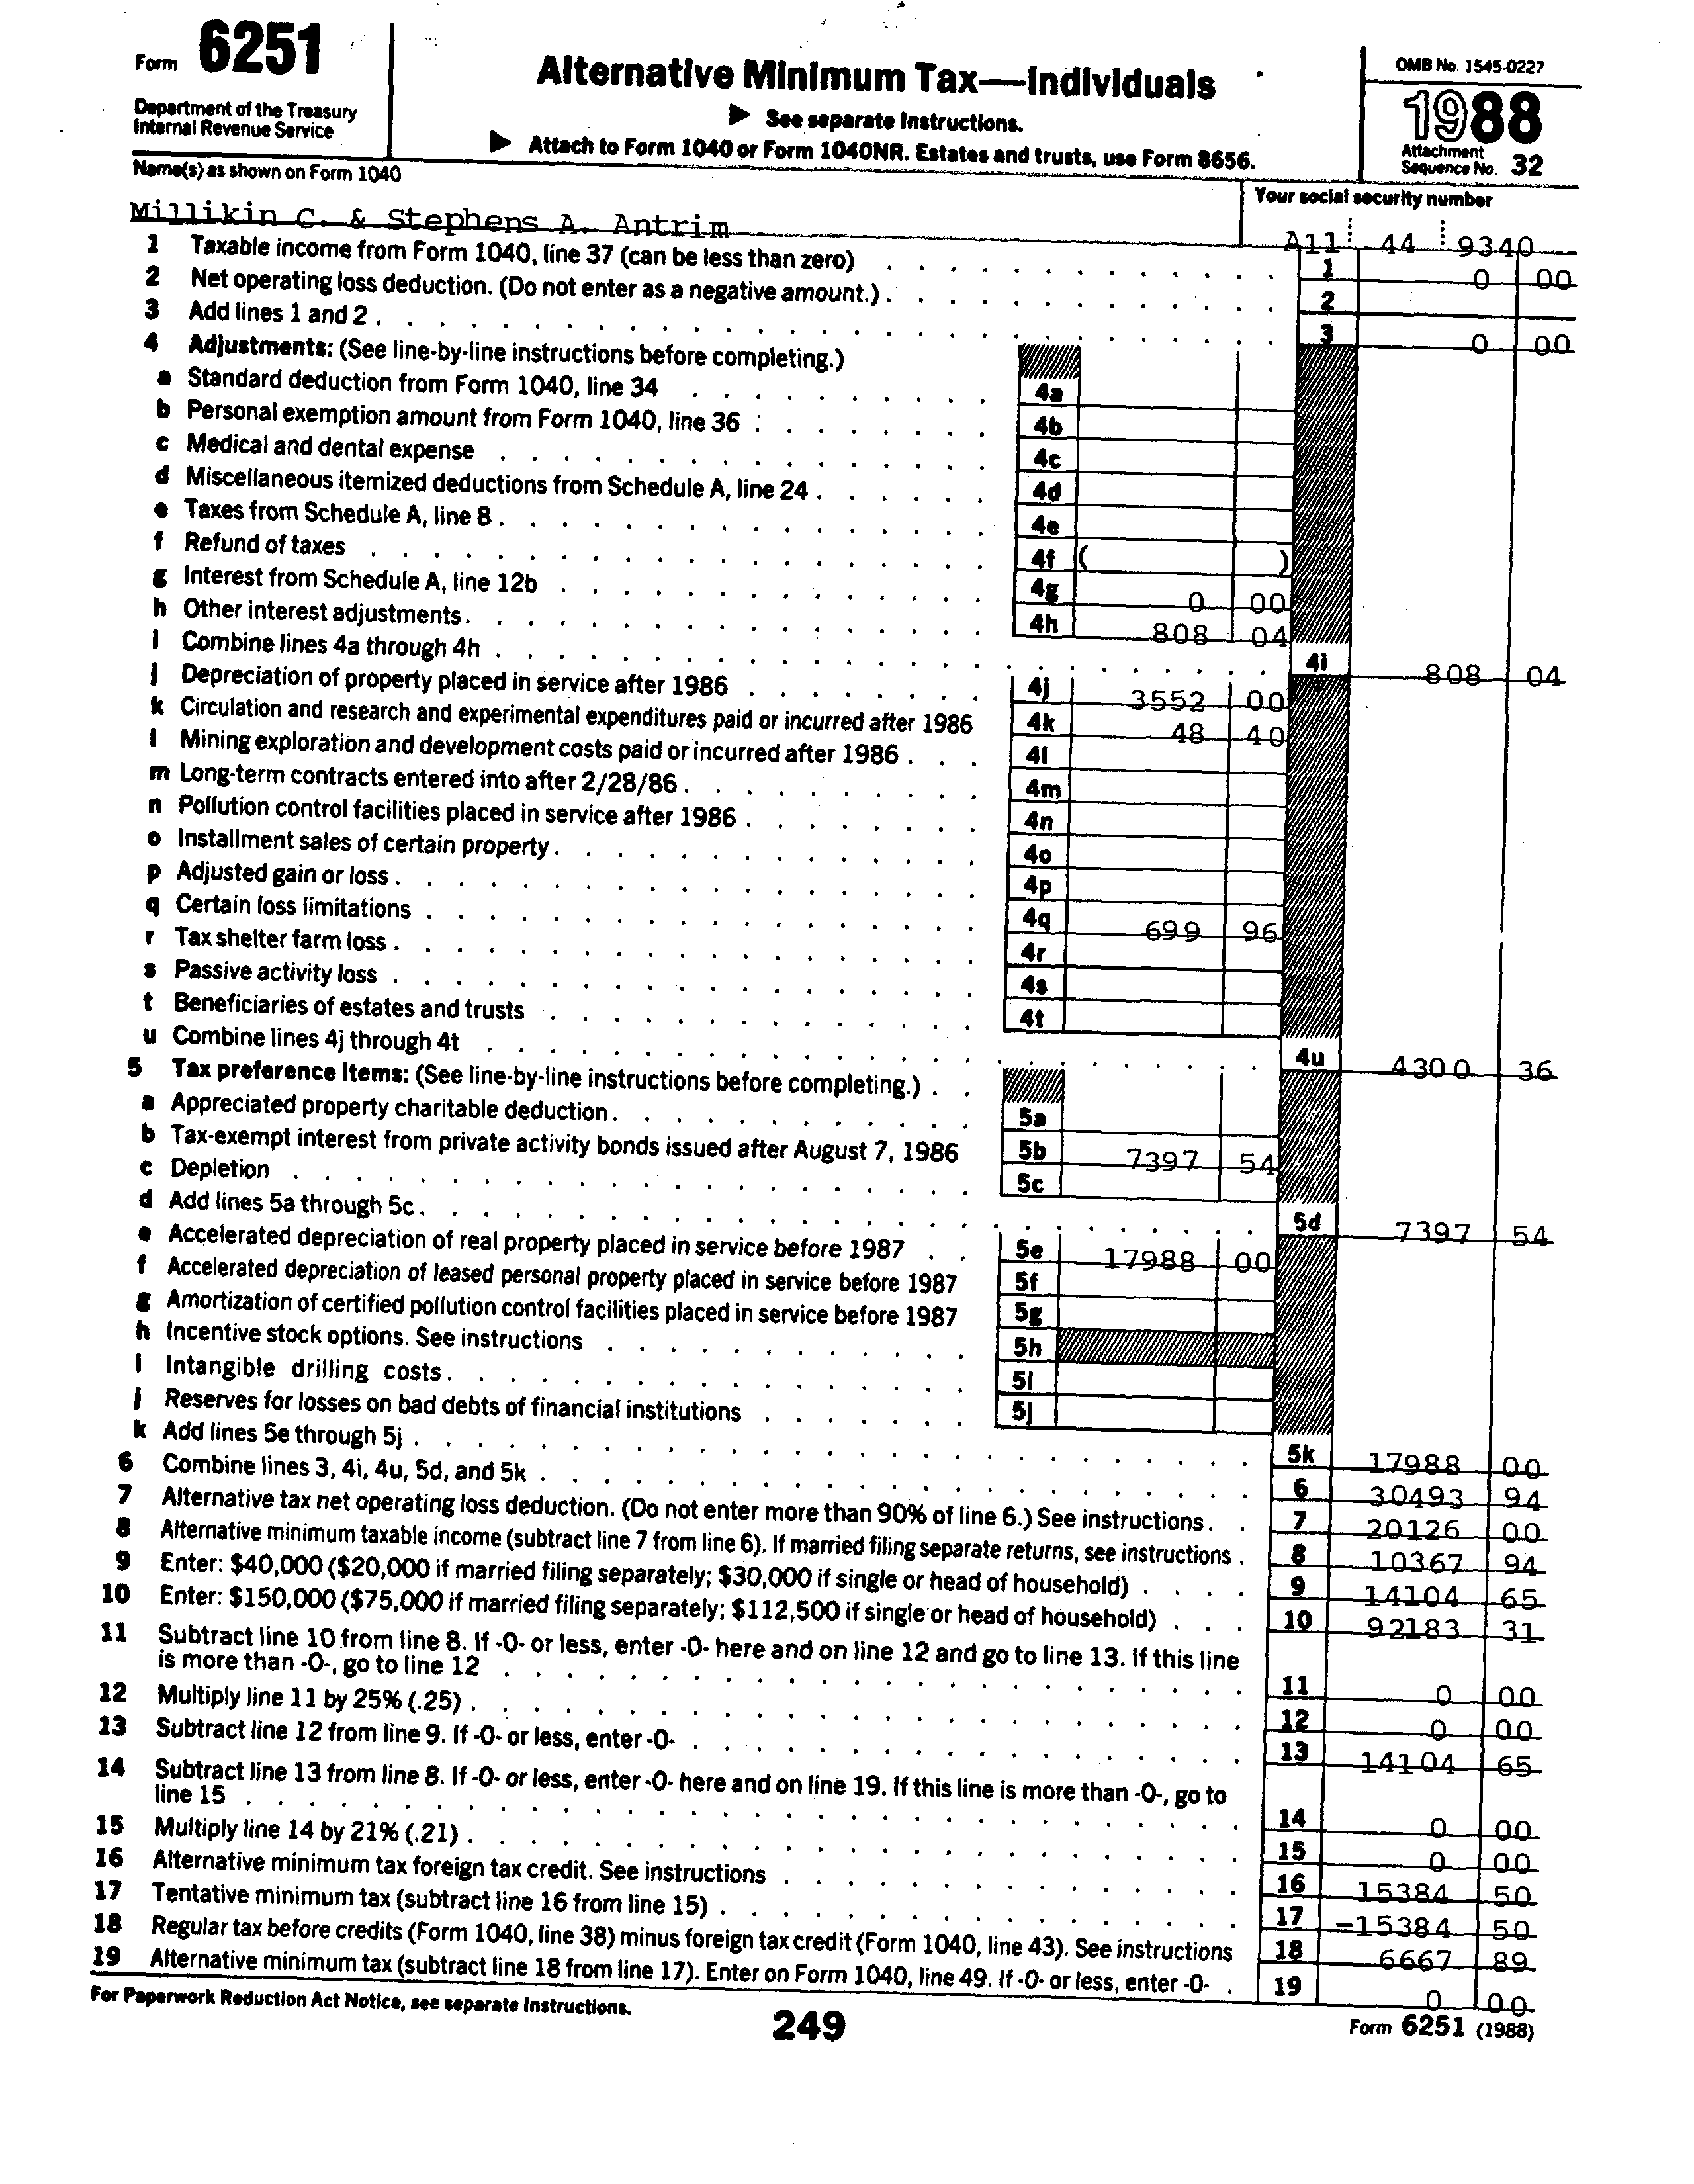 Form 6251
Department of the Treasury
Internal Revenue Service
Alternative Minimum Tax—Individuals
▶ See separate Instructions.
▶ Attach to Form 1040 or Form 1040NR. Estates and trusts, use Form 8656.
OMB No. 1545-0227
1988
Attachment
Sequence No. 32
Name(s) as shown on Form 1040
Your social security number
Millikin C. & Stephens A. Antrim
A11 44 9340
1 Taxable income from Form 1040, line 37 (can be less than zero) 1 0 00
2 Net operating loss deduction. (Do not enter as a negative amount.) 2
3 Add lines 1 and 2 3 0 00
4 Adjustments: (See line-by-line instructions before completing.)
a Standard deduction from Form 1040, line 34 4a
b Personal exemption amount from Form 1040, line 36 4b
c Medical and dental expense 4c
d Miscellaneous itemized deductions from Schedule A, line 24 4d
e Taxes from Schedule A, line 8 4e
f Refund of taxes 4f ( )
g Interest from Schedule A, line 12b 4g 0 00
h Other interest adjustments 4h 808 04
i Combine lines 4a through 4h 4i 808 04
j Depreciation of property placed in service after 1986 4j 3552 00
k Circulation and research and experimental expenditures paid or incurred after 1986 4k 48 40
l Mining exploration and development costs paid or incurred after 1986 4l
m Long-term contracts entered into after 2/28/86 4m
n Pollution control facilities placed in service after 1986 4n
o Installment sales of certain property 4o
p Adjusted gain or loss 4p
q Certain loss limitations 4q 699 96
r Tax shelter farm loss 4r
s Passive activity loss 4s
t Beneficiaries of estates and trusts 4t
u Combine lines 4j through 4t 4u 4300 36
5 Tax preference items: (See line-by-line instructions before completing.)
a Appreciated property charitable deduction 5a
b Tax-exempt interest from private activity bonds issued after August 7, 1986 5b 7397 54
c Depletion 5c
d Add lines 5a through 5c 5d 7397 54
e Accelerated depreciation of real property placed in service before 1987 5e 17988 00
f Accelerated depreciation of leased personal property placed in service before 1987 5f
g Amortization of certified pollution control facilities placed in service before 1987 5g
h Incentive stock options. See instructions 5h
i Intangible drilling costs 5i
j Reserves for losses on bad debts of financial institutions 5j
k Add lines 5e through 5j 5k 17988 00
6 Combine lines 3, 4i, 4u, 5d, and 5k 6 30493 94
7 Alternative tax net operating loss deduction. (Do not enter more than 90% of line 6.) See instructions 7 20126 00
8 Alternative minimum taxable income (subtract line 7 from line 6). If married filing separate returns, see instructions 8 10367 94
9 Enter: $40,000 ($20,000 if married filing separately; $30,000 if single or head of household) 9 14104 65
10 Enter: $150,000 ($75,000 if married filing separately; $112,500 if single or head of household) 10 92183 31
11 Subtract line 10 from line 8. If -0- or less, enter -0- here and on line 12 and go to line 13. If this line
is more than -0-, go to line 12 11 0 00
12 Multiply line 11 by 25% (.25) 12 0 00
13 Subtract line 12 from line 9. If -0- or less, enter -0- 13 14104 65
14 Subtract line 13 from line 8. If -0- or less, enter -0- here and on line 19. If this line is more than -0-, go to
line 15 14 0 00
15 Multiply line 14 by 21% (.21) 15 0 00
16 Alternative minimum tax foreign tax credit. See instructions 16 15384 50
17 Tentative minimum tax (subtract line 16 from line 15) 17 -15384 50
18 Regular tax before credits (Form 1040, line 38) minus foreign tax credit (Form 1040, line 43). See instructions 18 6667 89
19 Alternative minimum tax (subtract line 18 from line 17). Enter on Form 1040, line 49. If -0- or less, enter -0- 19 0 00
For Paperwork Reduction Act Notice, see separate Instructions.
249
Form 6251 (1988)